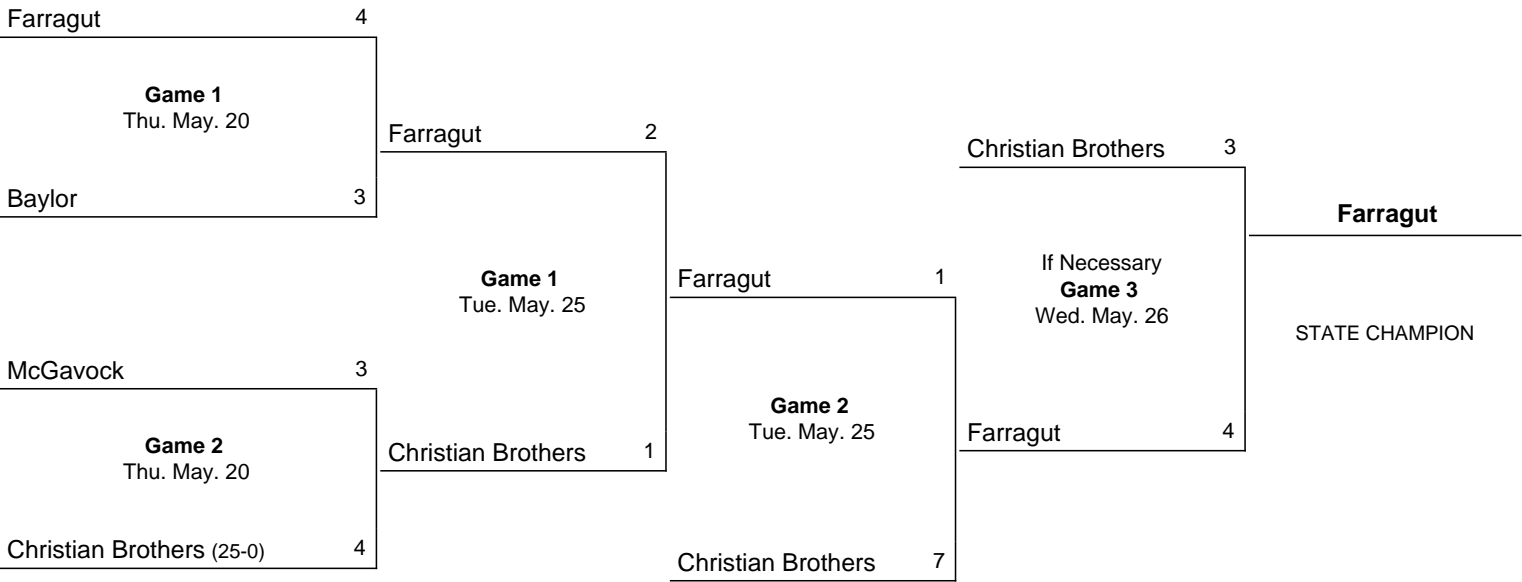 Farragut 4
Game 1
Thu. May. 20
Baylor 3
McGavock 3
Game 2
Thu. May. 20
Christian Brothers (25-0) 4
Farragut 2
Game 1
Tue. May. 25
Christian Brothers 1
Farragut 1
Game 2
Tue. May. 25
Christian Brothers 7
Christian Brothers 3
If Necessary
Game 3
Wed. May. 26
Farragut 4
Farragut
STATE CHAMPION